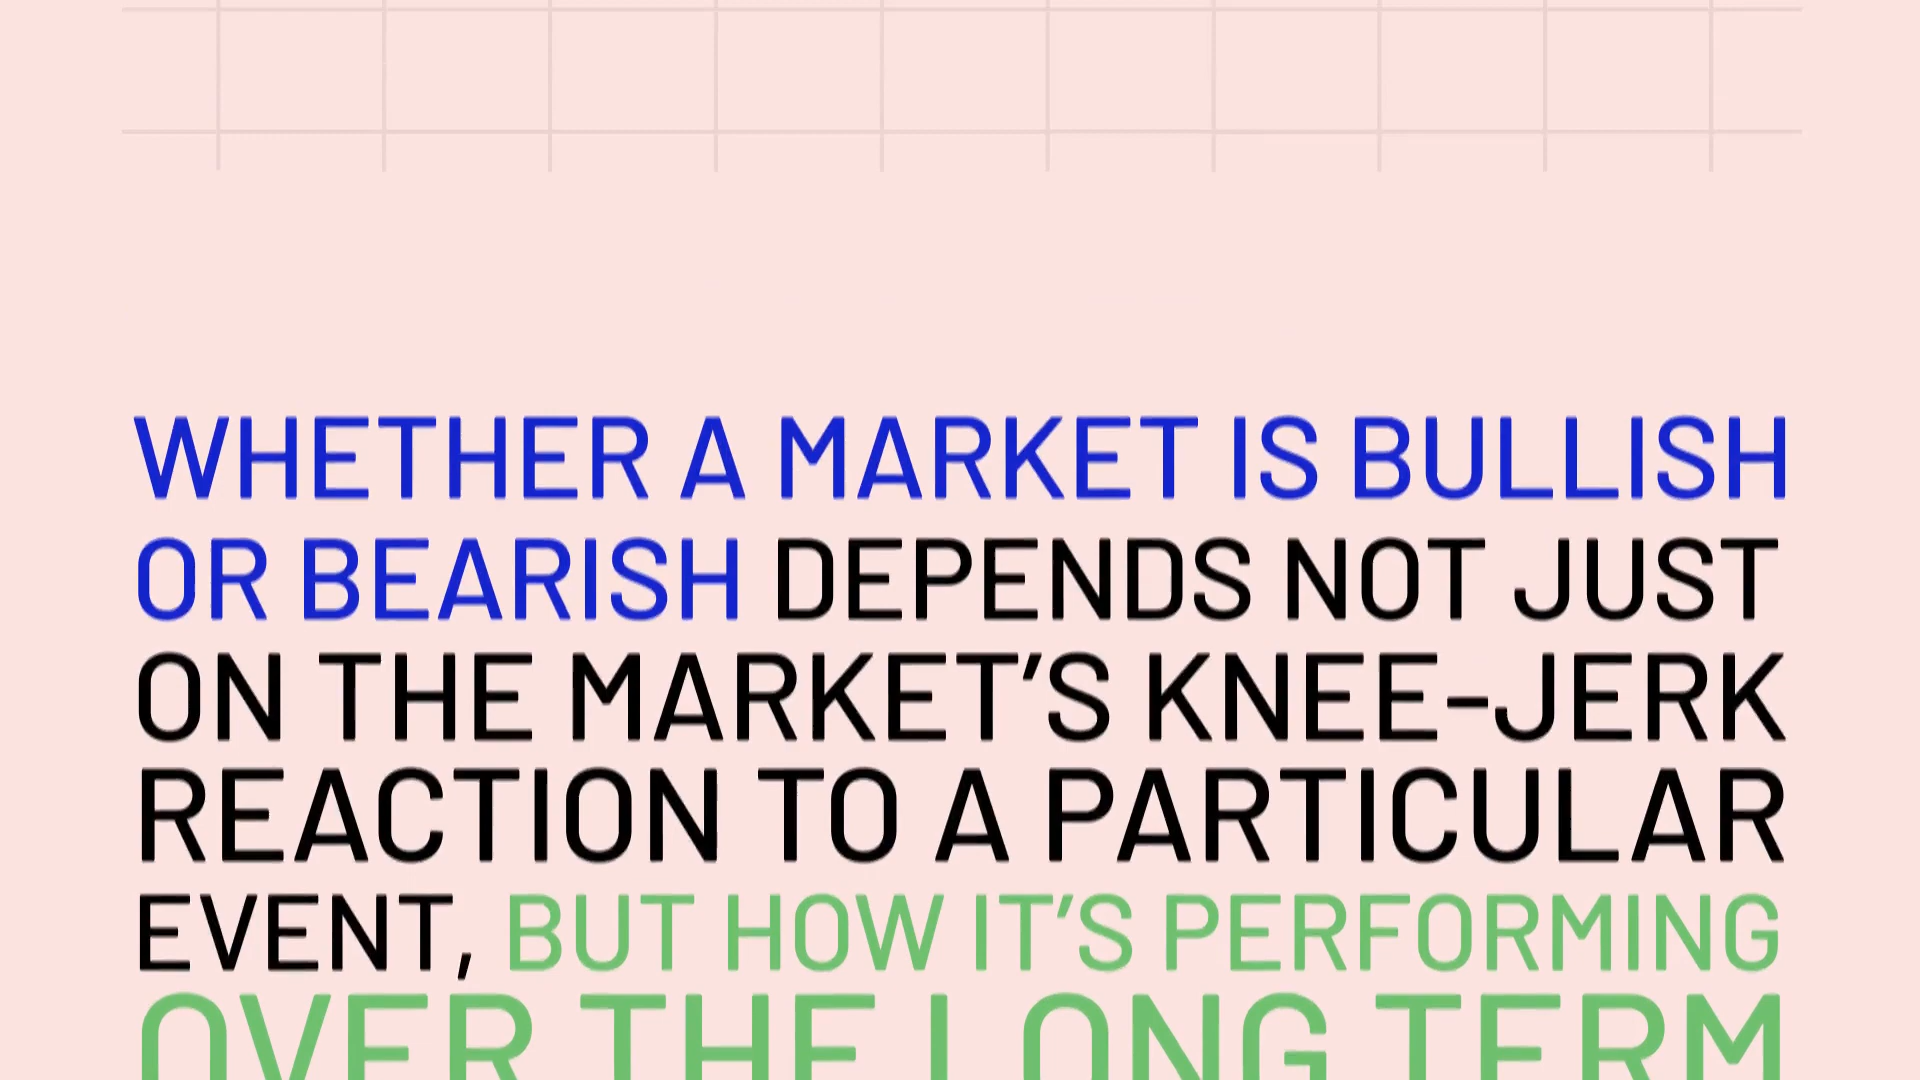 WHETHER A MARKET IS BULLISH
OR BEARISH DEPENDS NOT JUST
ON THE MARKET’S KNEE-JERK
REACTION TO A PARTICULAR
EVENT, BUT HOW IT’S PERFORMING
OVER THE LONG TERM